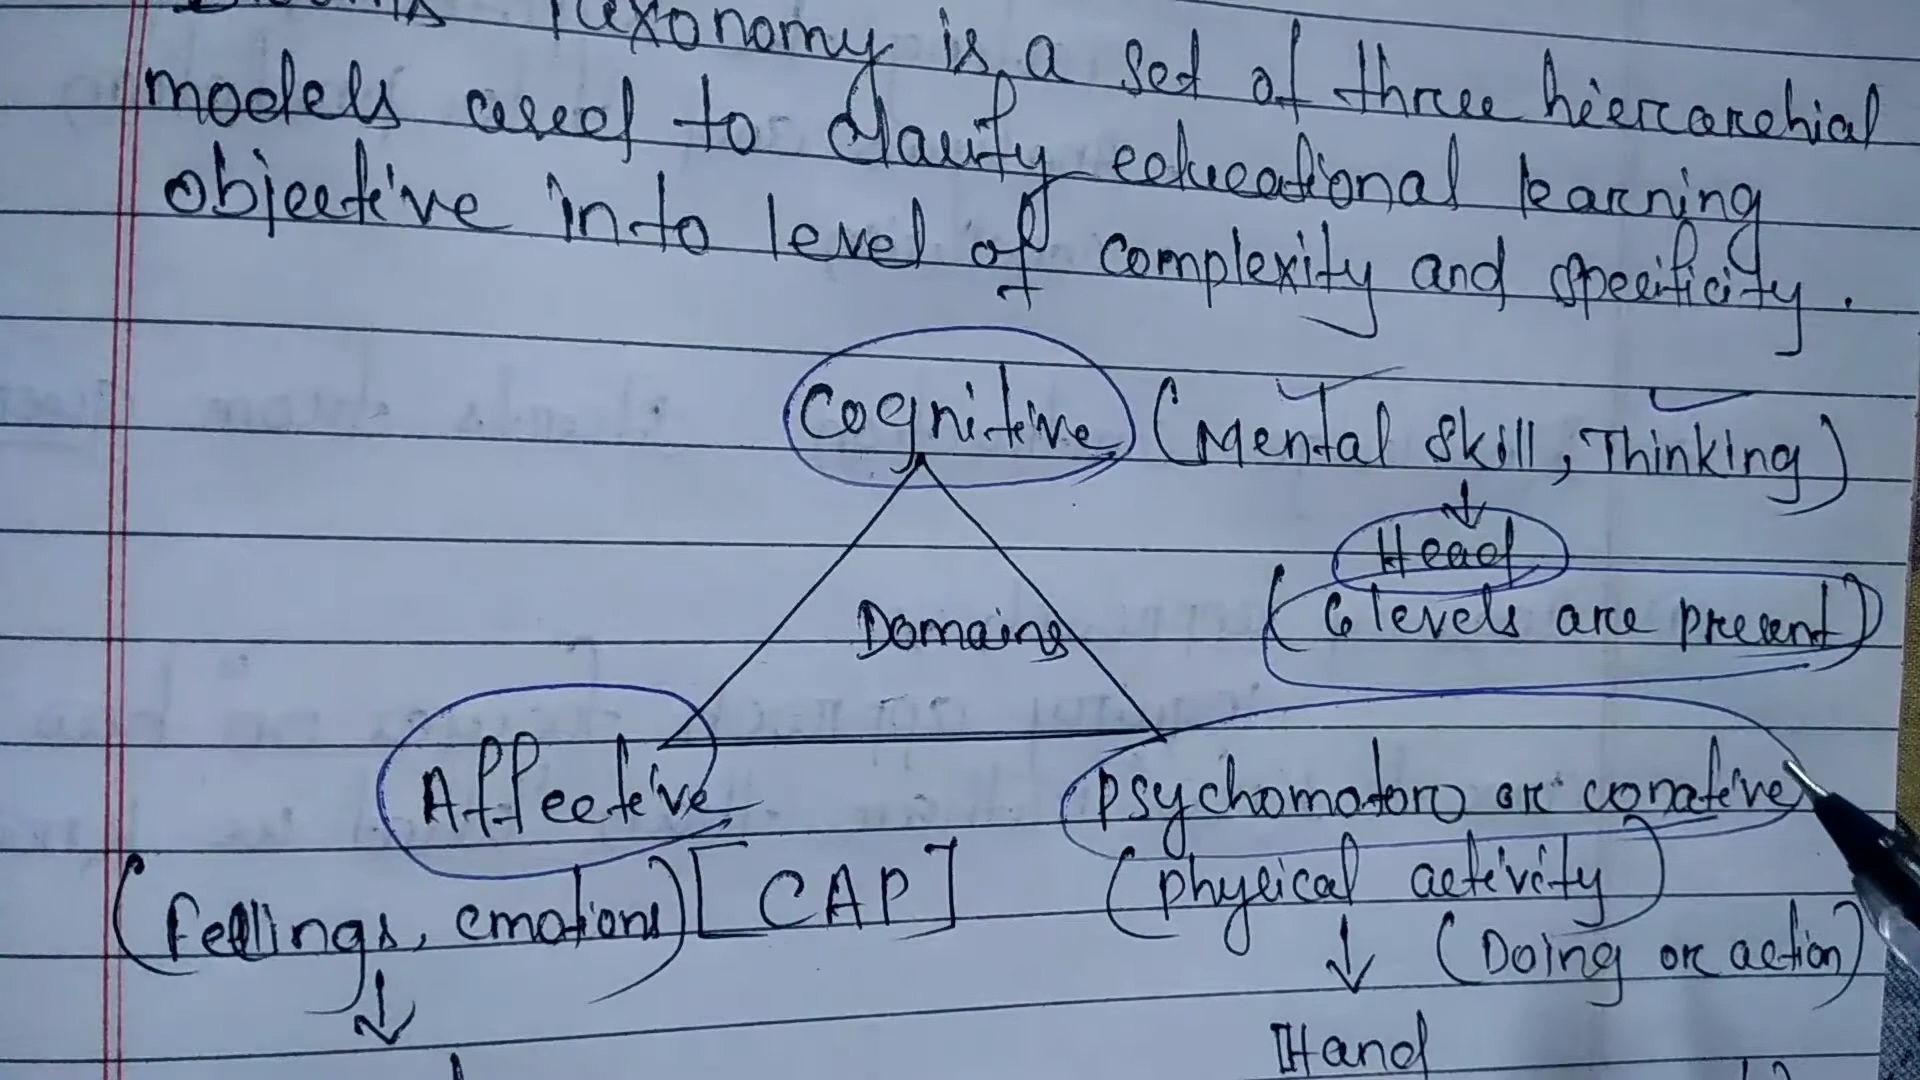 Taxonomy is a set of three hierarchial
models used to clarify educational learning
objective into level of complexity and specificity.
Cognitive (Mental skill, Thinking)
Head
(6 levels are present)
Domains
Affective
Psychomotor or conative
(Feelings, emotions) [CAP] (physical activity)
(Doing or action)
Hand